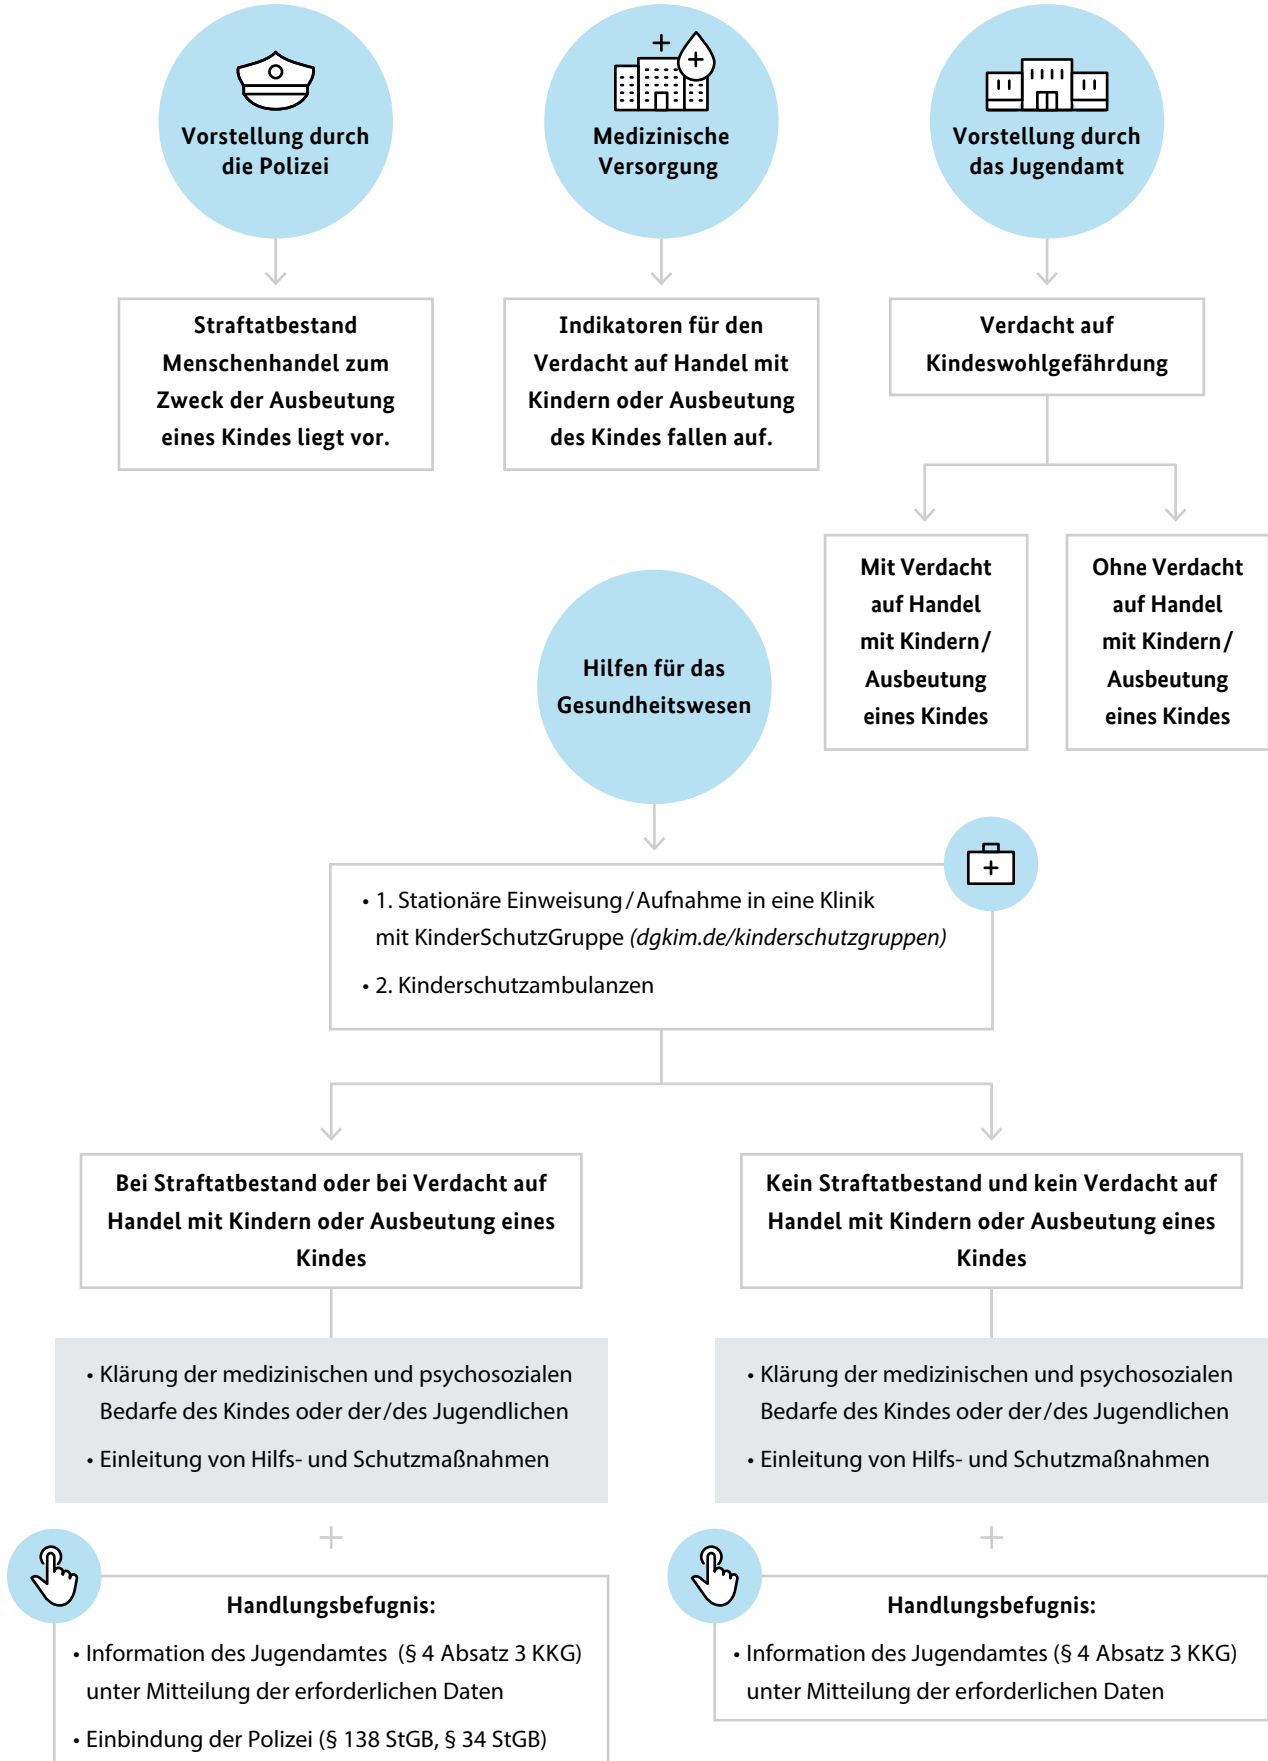 Vorstellung durch
die Polizei
Medizinische
Versorgung
Vorstellung durch
das Jugendamt
Straftatbestand
Menschenhandel zum
Zweck der Ausbeutung
eines Kindes liegt vor.
Indikatoren für den
Verdacht auf Handel mit
Kindern oder Ausbeutung
des Kindes fallen auf.
Verdacht auf
Kindeswohlgefährdung
Mit Verdacht
auf Handel
mit Kindern/
Ausbeutung
eines Kindes
Ohne Verdacht
auf Handel
mit Kindern/
Ausbeutung
eines Kindes
Hilfen für das
Gesundheitswesen
• 1. Stationäre Einweisung/Aufnahme in eine Klinik
mit KinderSchutzGruppe (dgkim.de/kinderschutzgruppen)
• 2. Kinderschutzambulanzen
Bei Straftatbestand oder bei Verdacht auf
Handel mit Kindern oder Ausbeutung eines
Kindes
Kein Straftatbestand und kein Verdacht auf
Handel mit Kindern oder Ausbeutung eines
Kindes
• Klärung der medizinischen und psychosozialen
Bedarfe des Kindes oder der/des Jugendlichen
• Einleitung von Hilfs- und Schutzmaßnahmen
• Klärung der medizinischen und psychosozialen
Bedarfe des Kindes oder der/des Jugendlichen
• Einleitung von Hilfs- und Schutzmaßnahmen
Handlungsbefugnis:
• Information des Jugendamtes (§ 4 Absatz 3 KKG)
unter Mitteilung der erforderlichen Daten
• Einbindung der Polizei (§ 138 StGB, § 34 StGB)
Handlungsbefugnis:
• Information des Jugendamtes (§ 4 Absatz 3 KKG)
unter Mitteilung der erforderlichen Daten